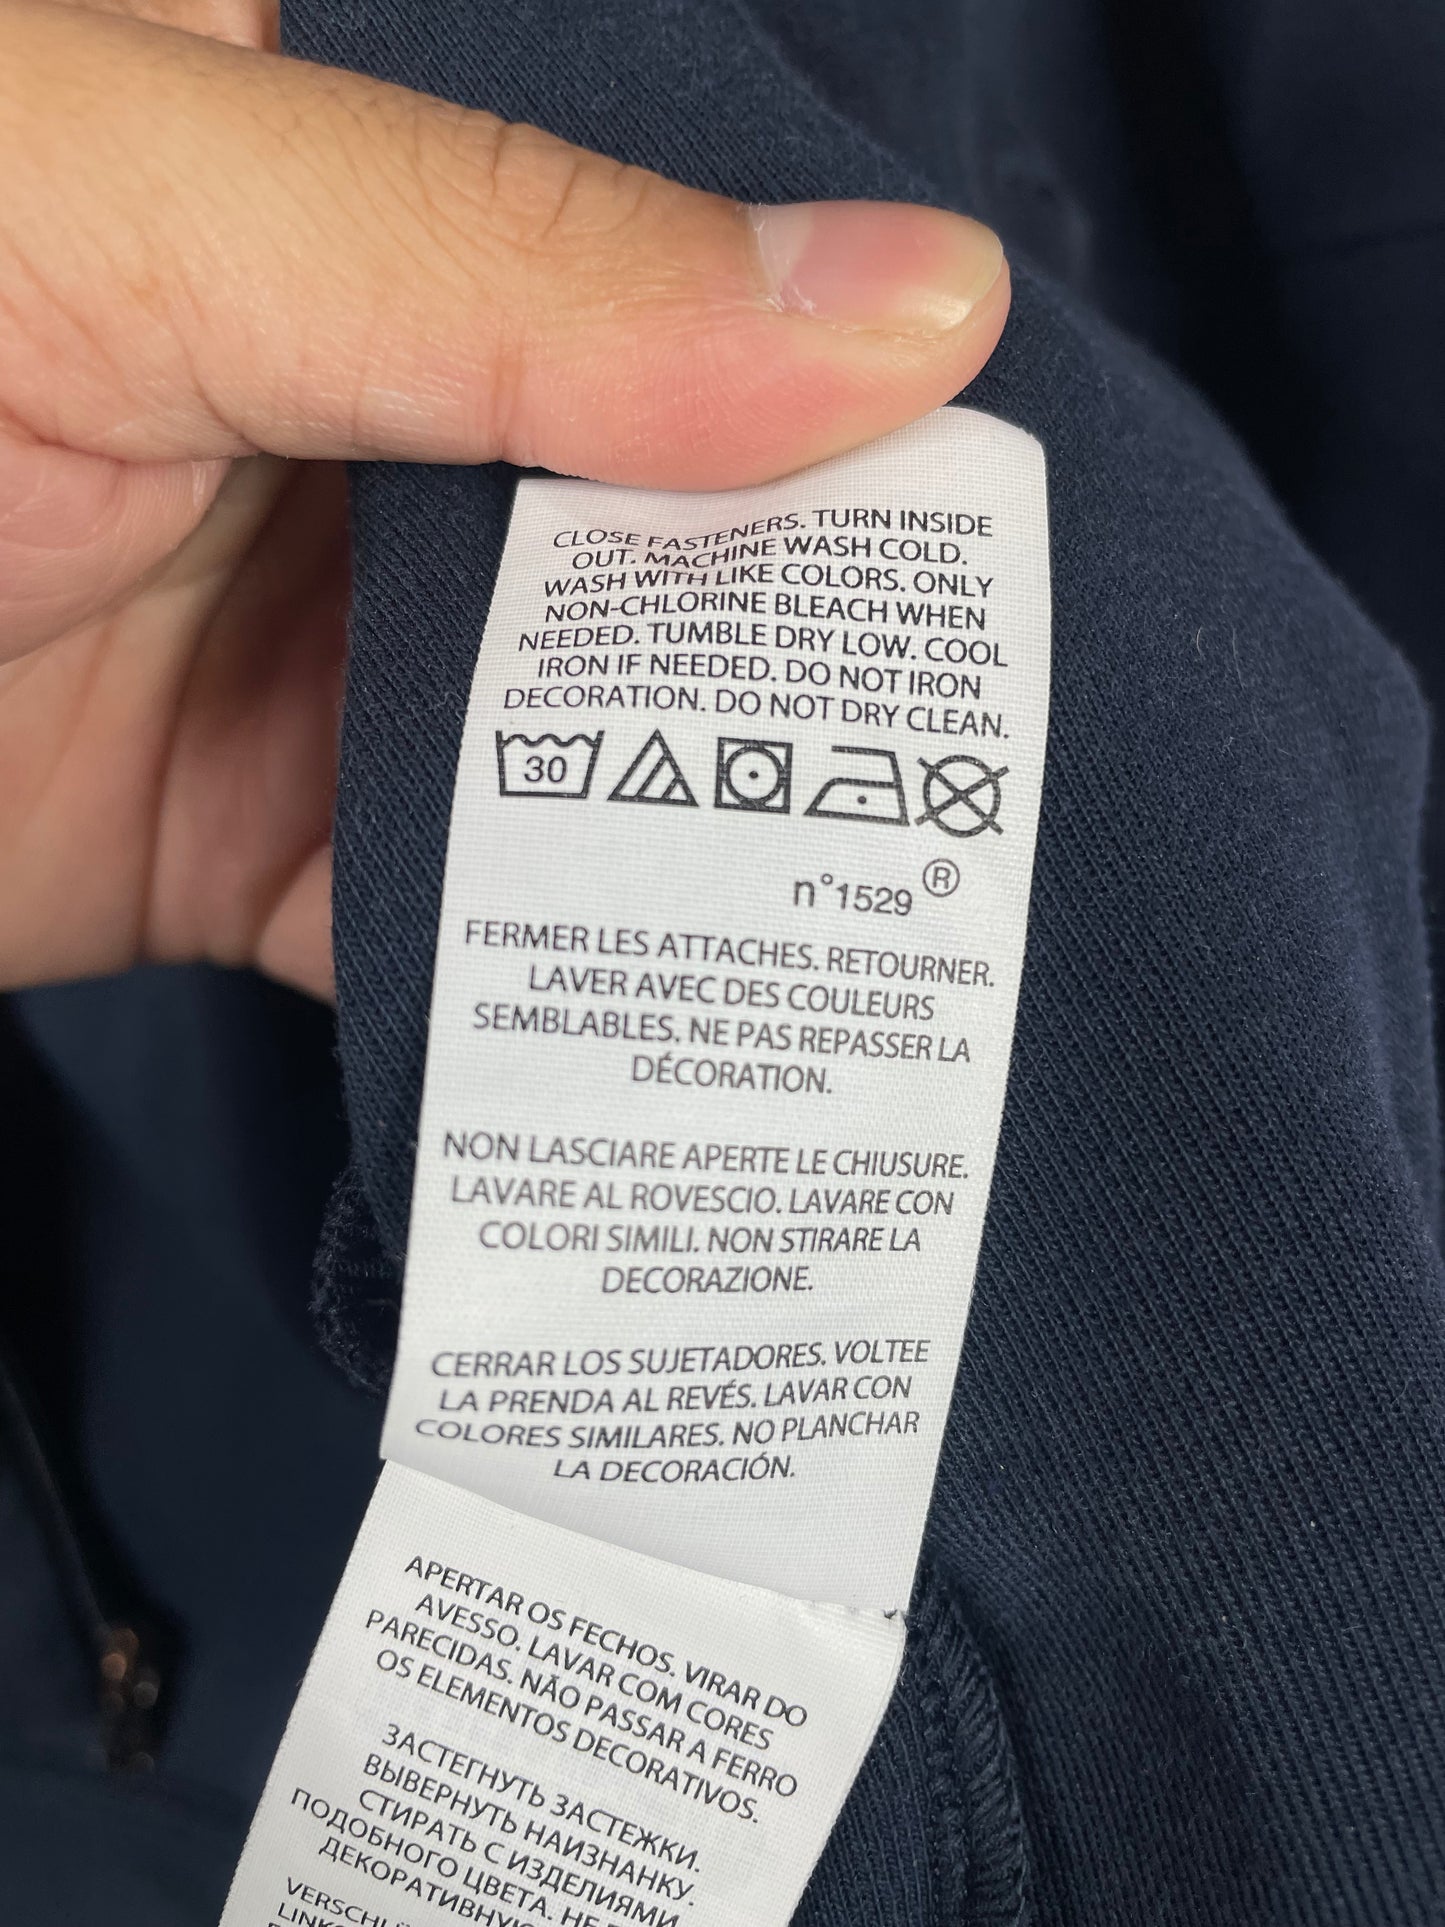 CLOSE FASTENERS. TURN INSIDE
OUT. MACHINE WASH COLD.
WASH WITH LIKE COLORS. ONLY
NON-CHLORINE BLEACH WHEN
NEEDED. TUMBLE DRY LOW. COOL
IRON IF NEEDED. DO NOT IRON
DECORATION. DO NOT DRY CLEAN.
30
n°1529 ®
FERMER LES ATTACHES. RETOURNER.
LAVER AVEC DES COULEURS
SEMBLABLES. NE PAS REPASSER LA
DÉCORATION.
NON LASCIARE APERTE LE CHIUSURE.
LAVARE AL ROVESCIO. LAVARE CON
COLORI SIMILI. NON STIRARE LA
DECORAZIONE.
CERRAR LOS SUJETADORES. VOLTEE
LA PRENDA AL REVÉS. LAVAR CON
COLORES SIMILARES. NO PLANCHAR
LA DECORACIÓN.
APERTAR OS FECHOS. VIRAR DO
AVESSO. LAVAR COM CORES
PARECIDAS. NÃO PASSAR A FERRO
OS ELEMENTOS DECORATIVOS.
ЗАСТЕГНУТЬ ЗАСТЕЖКИ.
ВЫВЕРНУТЬ НАИЗНАНКУ.
СТИРАТЬ С ИЗДЕЛИЯМИ
ПОДОБНОГО ЦВЕТА. НЕ